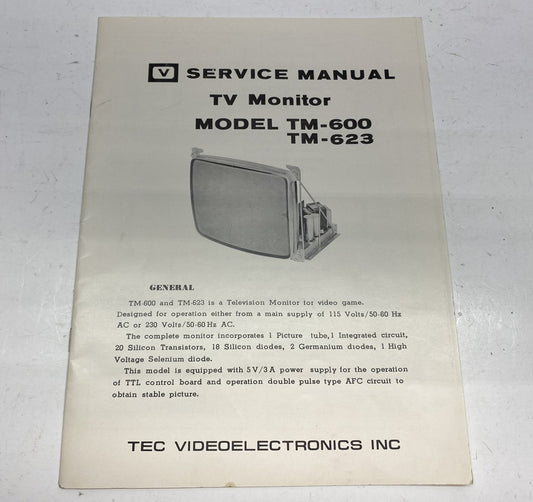 V SERVICE MANUAL
TV Monitor
MODEL TM-600
TM-623
GENERAL
TM-600 and TM-623 is a Television Monitor for video game.
Designed for operation either from a main supply of 115 Volts/50-60 Hz
AC or 230 Volts/50-60 Hz AC.
The complete monitor incorporates 1 Picture tube,1 Integrated circuit,
20 Silicon Transistors, 18 Silicon diodes, 2 Germanium diodes, 1 High
Voltage Selenium diode.
This model is equipped with 5V/3A power supply for the operation
of TTL control board and operation double pulse type AFC circuit to
obtain stable picture.
TEC VIDEOELECTRONICS INC